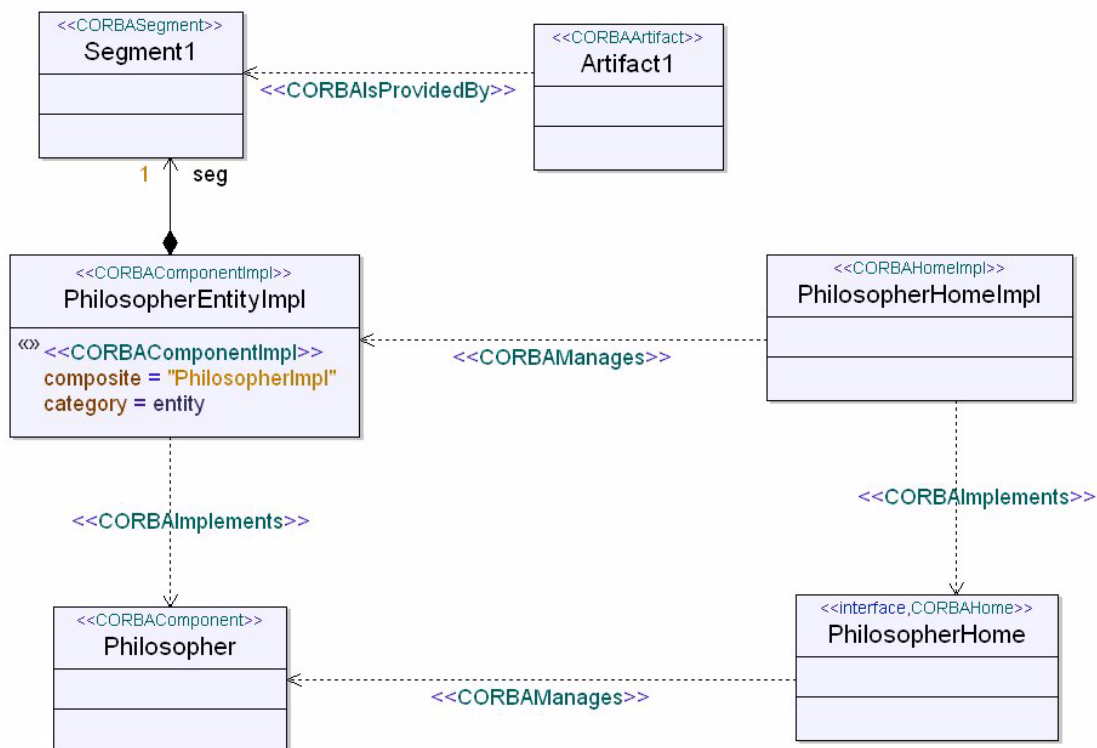 <<CORBASegment>>
Segment1
<<CORBAArtifact>>
Artifact1
<<CORBAIsProvidedBy>>
1 seg
<<CORBAComponentImpl>>
PhilosopherEntityImpl
«» <<CORBAComponentImpl>>
composite = "PhilosopherImpl"
category = entity
<<CORBAHomeImpl>>
PhilosopherHomeImpl
<<CORBAManages>>
<<CORBAImplements>>
<<CORBAImplements>>
<<CORBAComponent>>
Philosopher
<<interface,CORBAHome>>
PhilosopherHome
<<CORBAManages>>